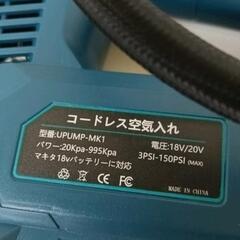 コードレス空気入れ
型番:UPUMP-MK1
電圧:18V/20V
パワー:20Kpa-995Kpa
3PSI-150PSI (MAX)
マキタ18vバッテリーに対応
MADE IN CHINA